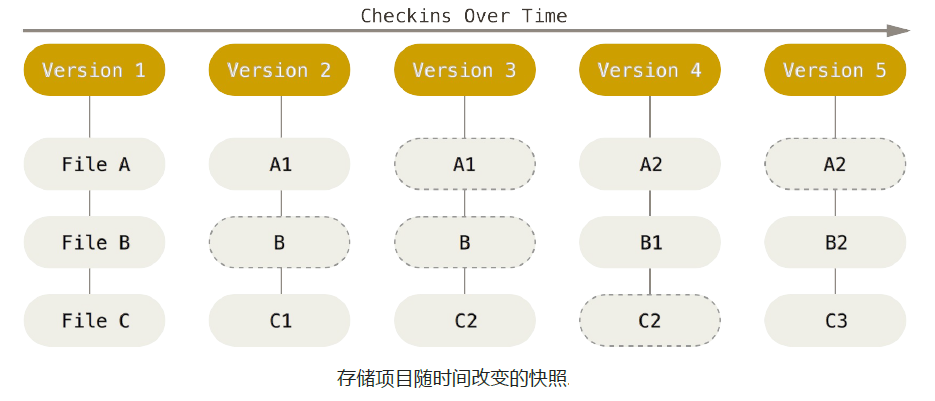 Checkins Over Time
Version 1 Version 2 Version 3 Version 4 Version 5
File A A1 A1 A2 A2
File B B B B1 B2
File C C1 C2 C2 C3
存储项目随时间改变的快照.